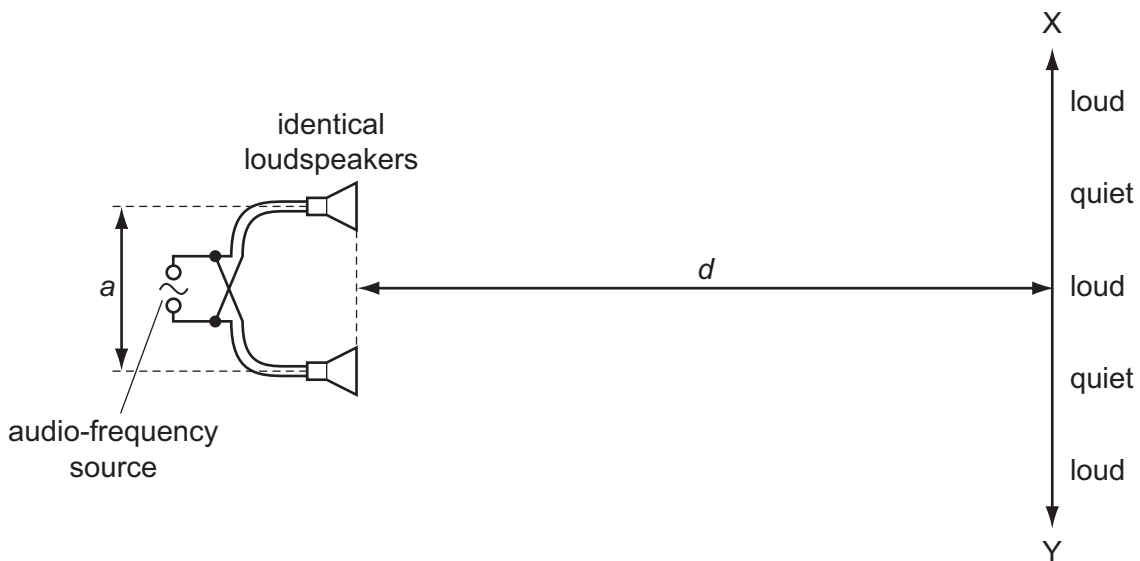 X
loud
identical
loudspeakers
quiet
a
d
loud
quiet
audio-frequency
source
loud
Y